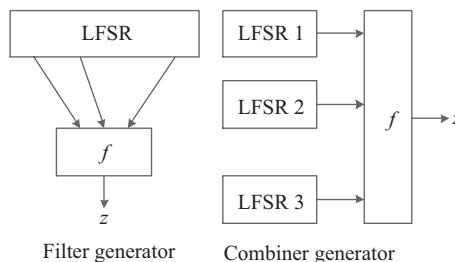 LFSR
f
z
Filter generator
LFSR 1
LFSR 2
LFSR 3
f
z
Combiner generator